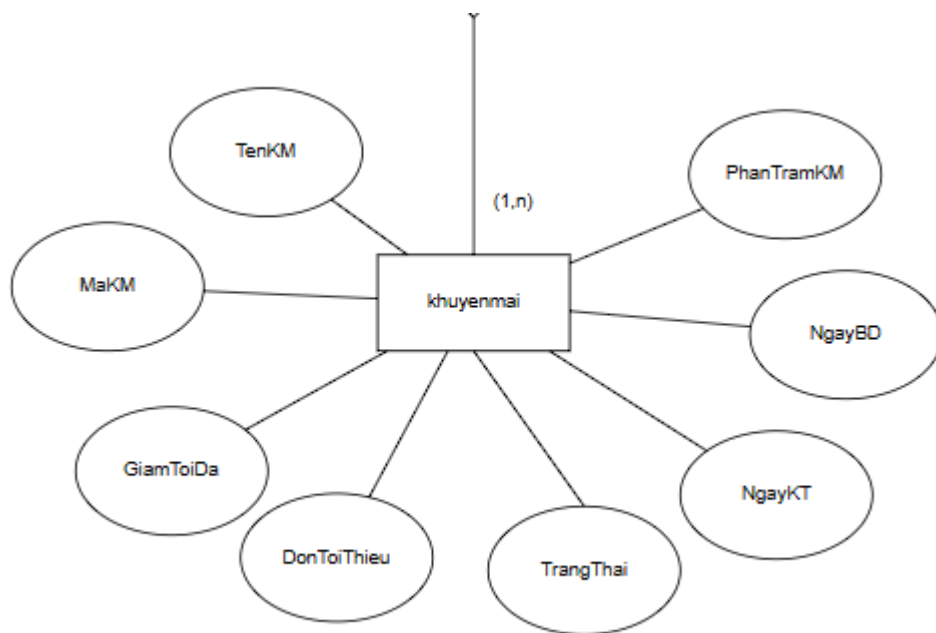 TenKM
PhanTramKM
(1,n)
MaKM
khuyenmai
NgayBD
GiamToiDa
NgayKT
DonToiThieu
TrangThai